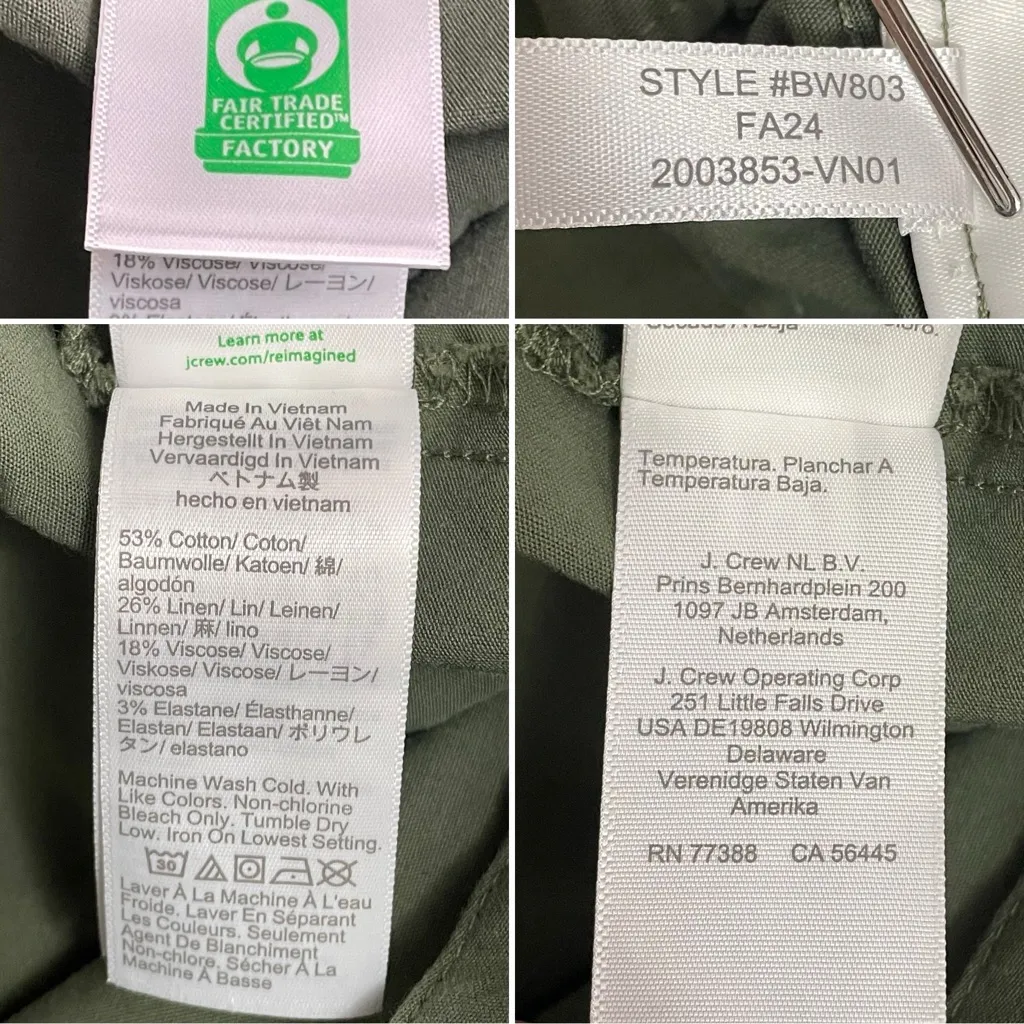 FAIR TRADE
CERTIFIED™
FACTORY
18% Viscose/ Viscose/
Viskose/ Viscose/ レーヨン/
viscosa
STYLE #BW803
FA24
2003853-VN01
Learn more at
jcrew.com/reimagined
Made In Vietnam
Fabriqué Au Viêt Nam
Hergestellt In Vietnam
Vervaardigd In Vietnam
ベトナム製
hecho en vietnam
53% Cotton/ Coton/
Baumwolle/ Katoen/ 綿/
algodón
26% Linen/ Lin/ Leinen/
Linnen/ 麻/ lino
18% Viscose/ Viscose/
Viskose/ Viscose/ レーヨン/
viscosa
3% Elastane/ Élasthanne/
Elastan/ Elastaan/ ポリウレ
タン/ elastano
Machine Wash Cold. With
Like Colors. Non-chlorine
Bleach Only. Tumble Dry
Low. Iron On Lowest Setting.
30
Laver À La Machine À L'eau
Froide. Laver En Séparant
Les Couleurs. Seulement
Agent De Blanchiment
Non-chlore. Sécher À La
Machine À Basse
Baja
Temperatura. Planchar A
Temperatura Baja.
J. Crew NL B.V.
Prins Bernhardplein 200
1097 JB Amsterdam,
Netherlands
J. Crew Operating Corp
251 Little Falls Drive
USA DE19808 Wilmington
Delaware
Verenidge Staten Van
Amerika
RN 77388 CA 56445